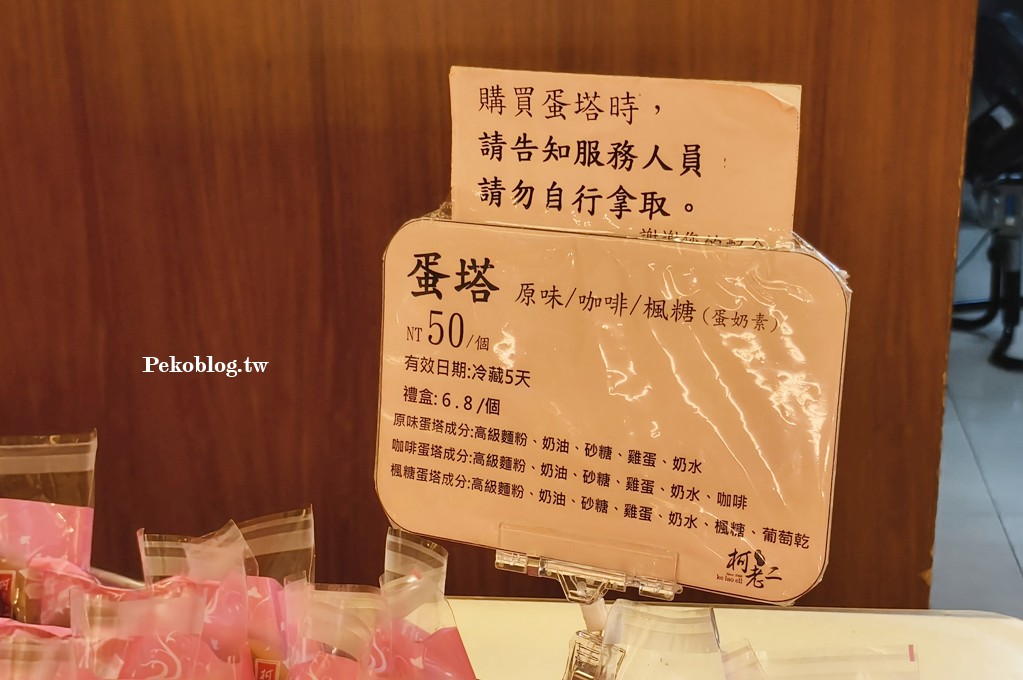 購買蛋塔時，
請告知服務人員
請勿自行拿取。
蛋塔 原味/咖啡/楓糖(蛋奶素)
NT 50/個
有效日期:冷藏5天
禮盒:6.8/個
原味蛋塔成分:高級麵粉、奶油、砂糖、雞蛋、奶水
咖啡蛋塔成分:高級麵粉、奶油、砂糖、雞蛋、奶水、咖啡
楓糖蛋塔成分:高級麵粉、奶油、砂糖、雞蛋、奶水、楓糖、葡萄乾
柯老二
ke lao ell
Pekoblog.tw
柯